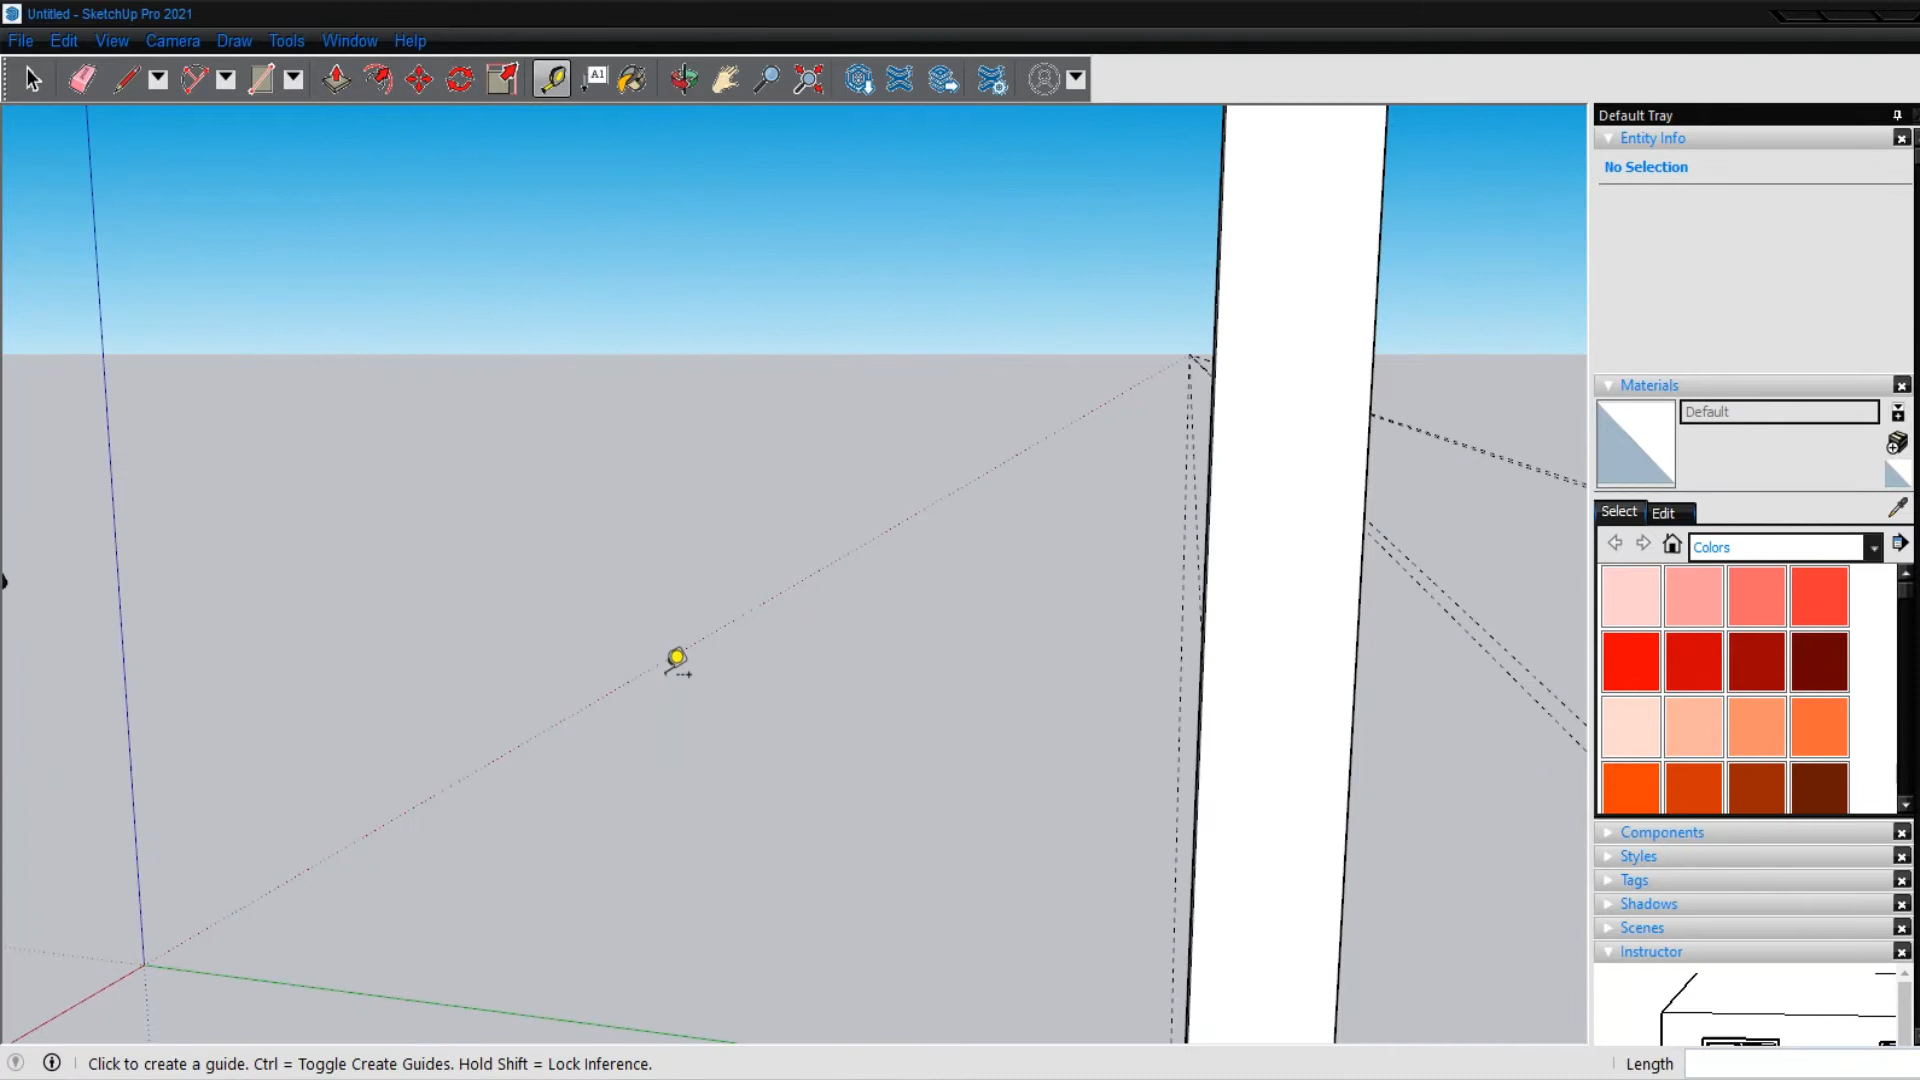 Untitled - SketchUp Pro 2021
File Edit View Camera Draw Tools Window Help
A1
Default Tray
Entity Info
No Selection
Materials
Default
Select Edit
Colors
Components
Styles
Tags
Shadows
Scenes
Instructor
Click to create a guide. Ctrl = Toggle Create Guides. Hold Shift = Lock Inference.
Length